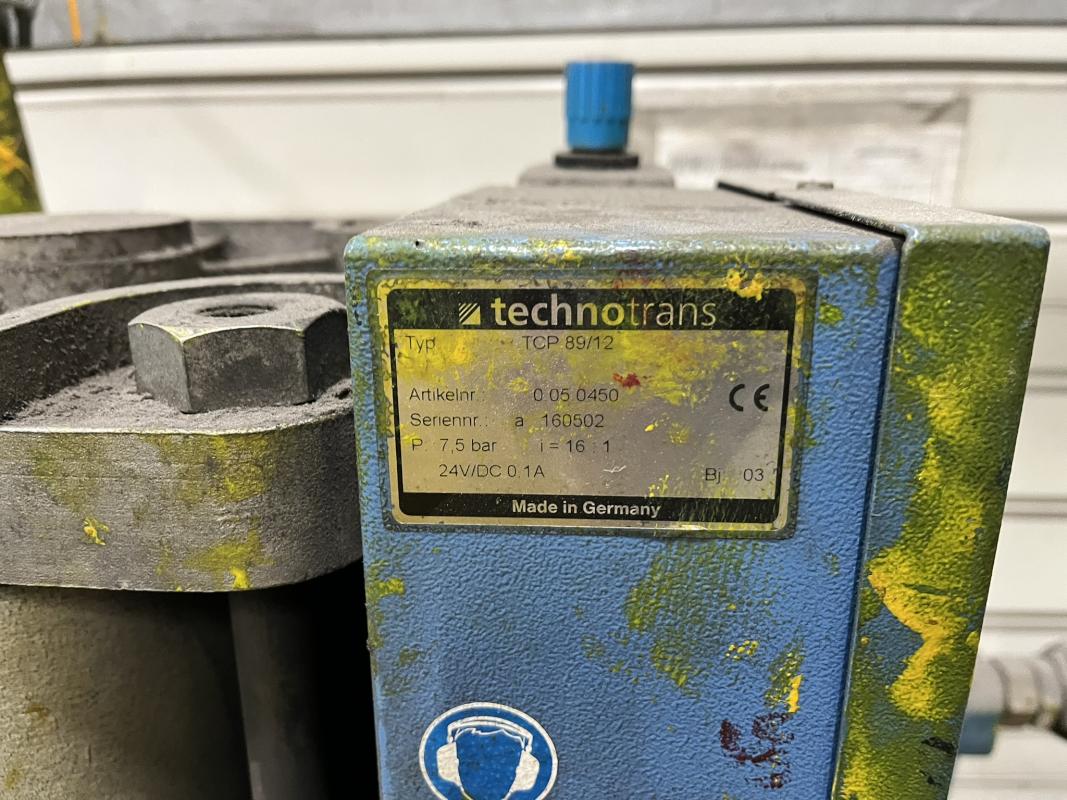 technotrans
Typ TCP 89/12
Artikelnr.: 0 05 0450
Seriennr.: a 160502
P: 7,5 bar i = 16 : 1
24V/DC 0,1A Bj 03
CE
Made in Germany